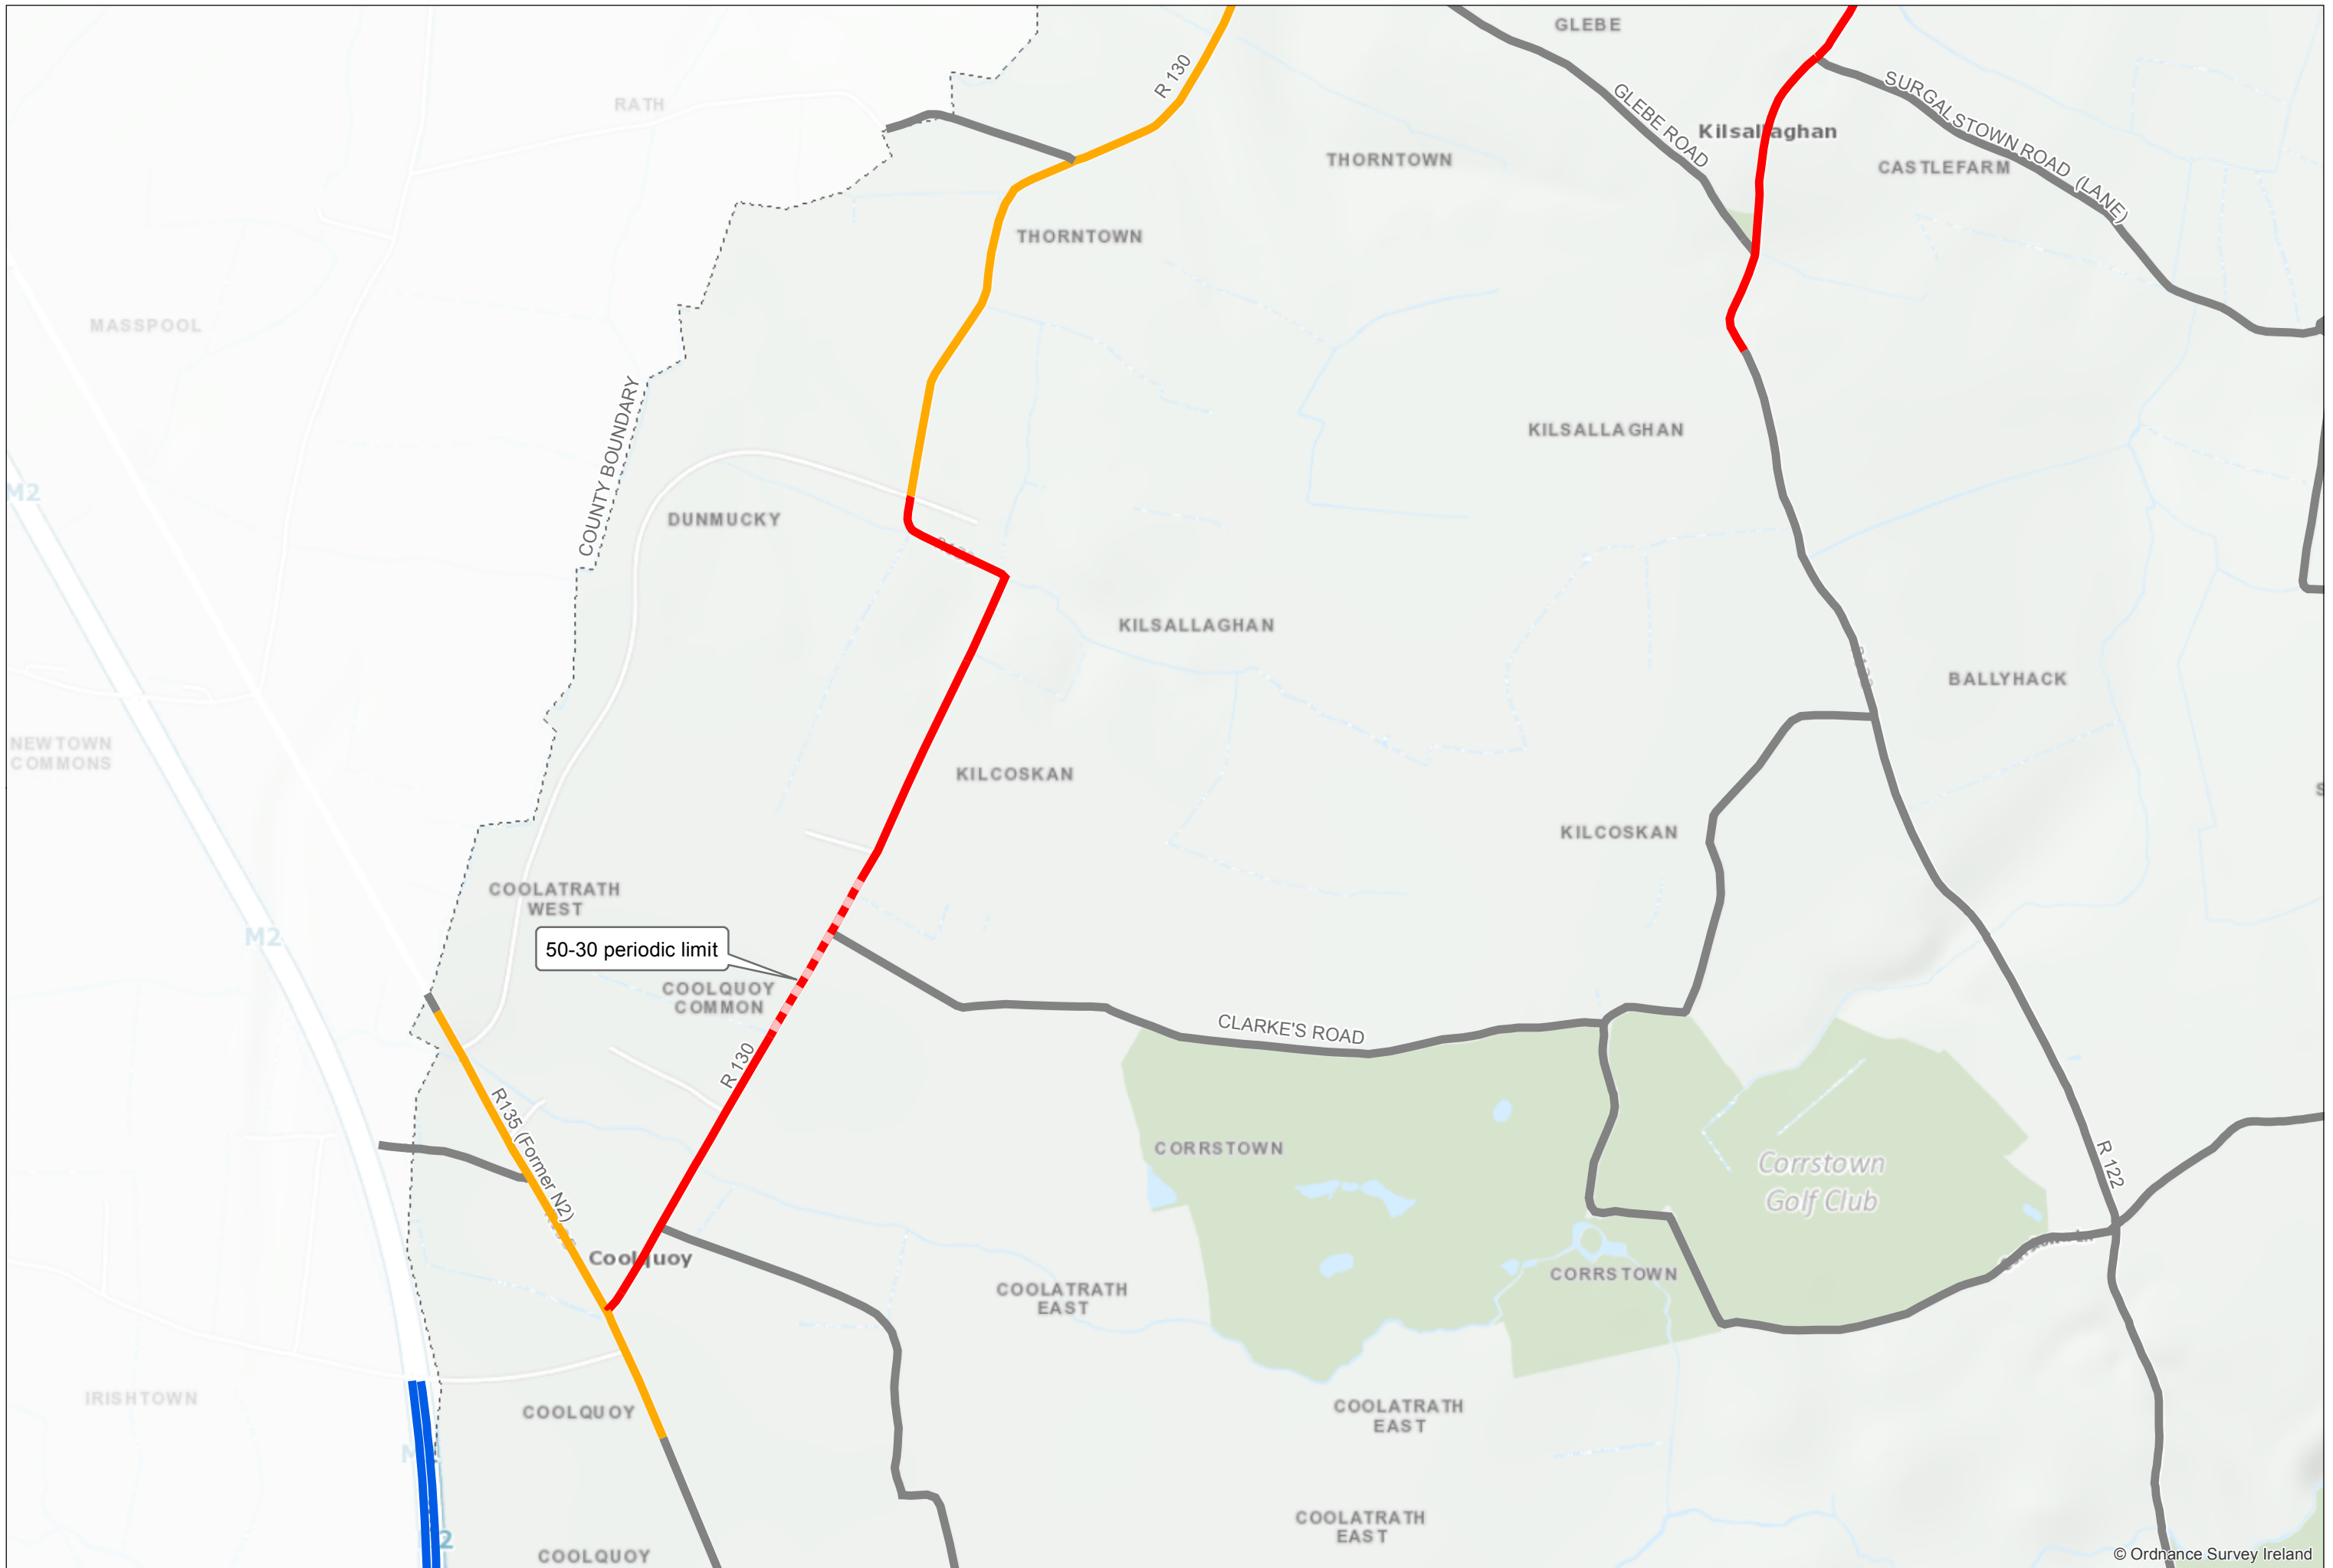 GLEBE
R 130
RATH
GLEBE ROAD
SURGALSTOWN ROAD (LANE)
Kilsallaghan
THORNTOWN
CASTLEFARM
THORNTOWN
MASSPOOL
COUNTY BOUNDARY
KILSALLAGHAN
M2
DUNMUCKY
KILSALLAGHAN
BALLYHACK
NEWTOWN
COMMONS
KILCOSKAN
KILCOSKAN
COOLATRATH
WEST
M2
50-30 periodic limit
COOLQUOY
COMMON
CLARKE'S ROAD
R 130
R135 (Former N2)
CORRSTOWN
Corrstown
Golf Club
R 122
Coolquoy
CORRSTOWN
COOLATRATH
EAST
IRISHTOWN
COOLQUOY
COOLATRATH
EAST
COOLATRATH
EAST
COOLQUOY
© Ordnance Survey Ireland